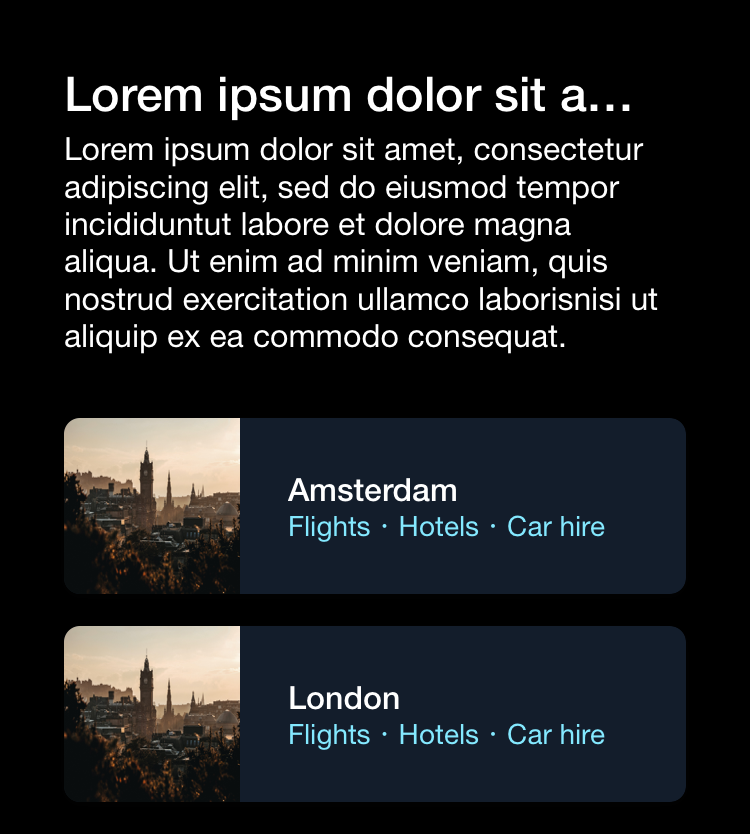 Lorem ipsum dolor sit a...
Lorem ipsum dolor sit amet, consectetur
adipiscing elit, sed do eiusmod tempor
incididuntut labore et dolore magna
aliqua. Ut enim ad minim veniam, quis
nostrud exercitation ullamco laborisnisi ut
aliquip ex ea commodo consequat.
Amsterdam
Flights · Hotels · Car hire
London
Flights · Hotels · Car hire